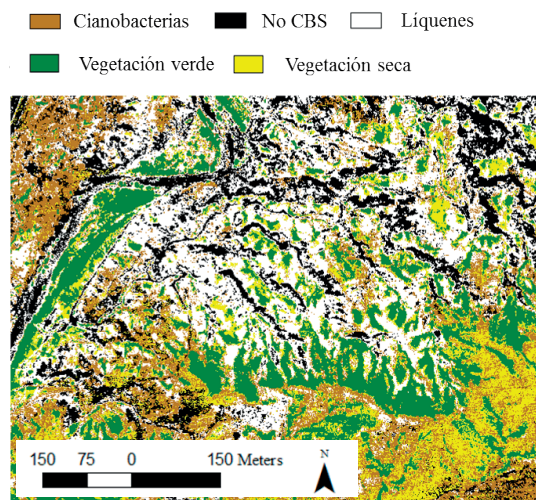 Cianobacterias No CBS Líquenes
Vegetación verde Vegetación seca
150 75 0 150 Meters
N